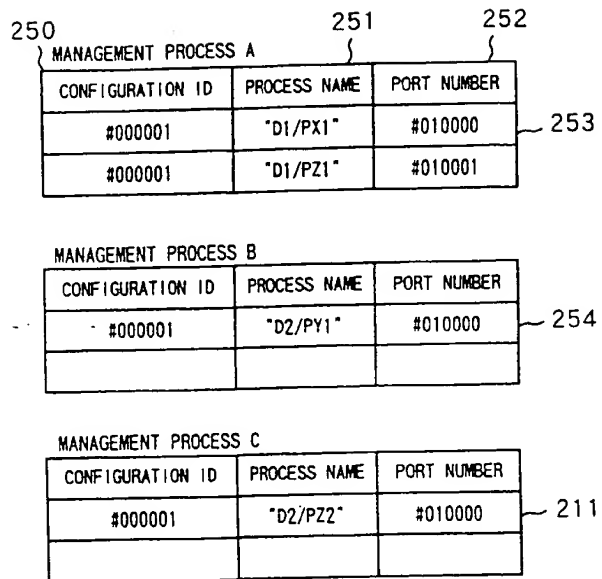 250 251 252
MANAGEMENT PROCESS A
CONFIGURATION ID PROCESS NAME PORT NUMBER
#000001 "D1/PX1" #010000 253
#000001 "D1/PZ1" #010001
MANAGEMENT PROCESS B
CONFIGURATION ID PROCESS NAME PORT NUMBER
#000001 "D2/PY1" #010000 254
MANAGEMENT PROCESS C
CONFIGURATION ID PROCESS NAME PORT NUMBER
#000001 "D2/PZ2" #010000 211